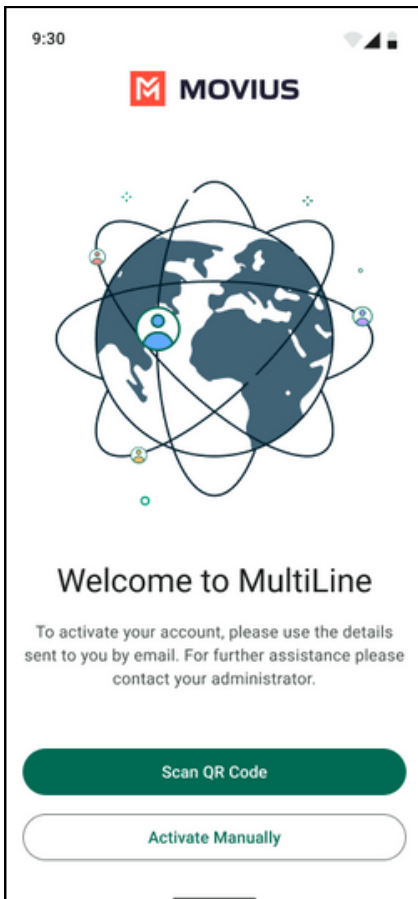 9:30
MOVIUS
Welcome to MultiLine
To activate your account, please use the details
sent to you by email. For further assistance please
contact your administrator.
Scan QR Code
Activate Manually